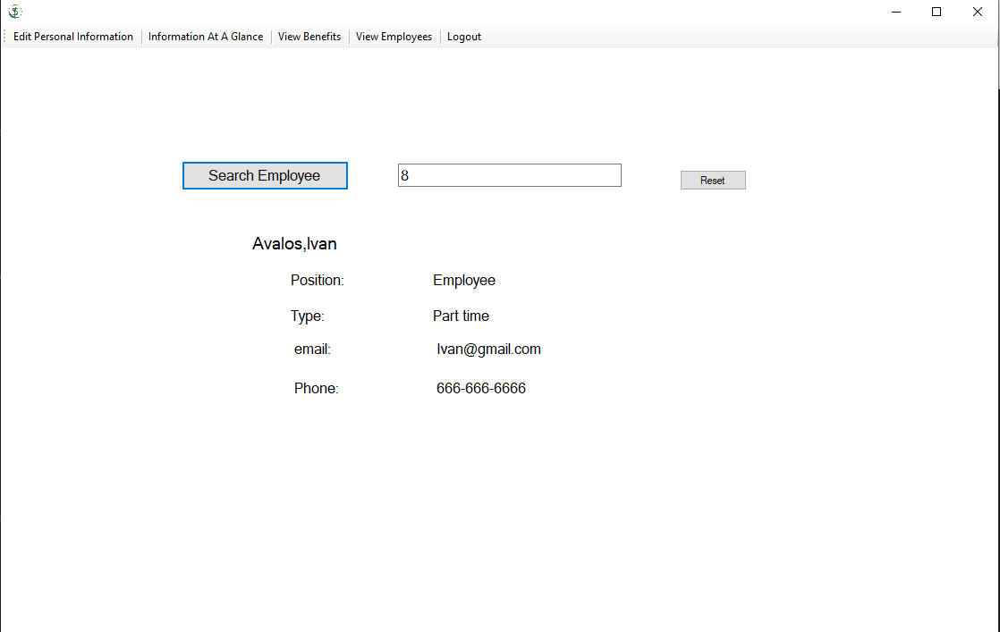 $
Edit Personal Information Information At A Glance View Benefits View Employees Logout
Search Employee 8 Reset
Avalos,Ivan
Position: Employee
Type: Part time
email: Ivan@gmail.com
Phone: 666-666-6666